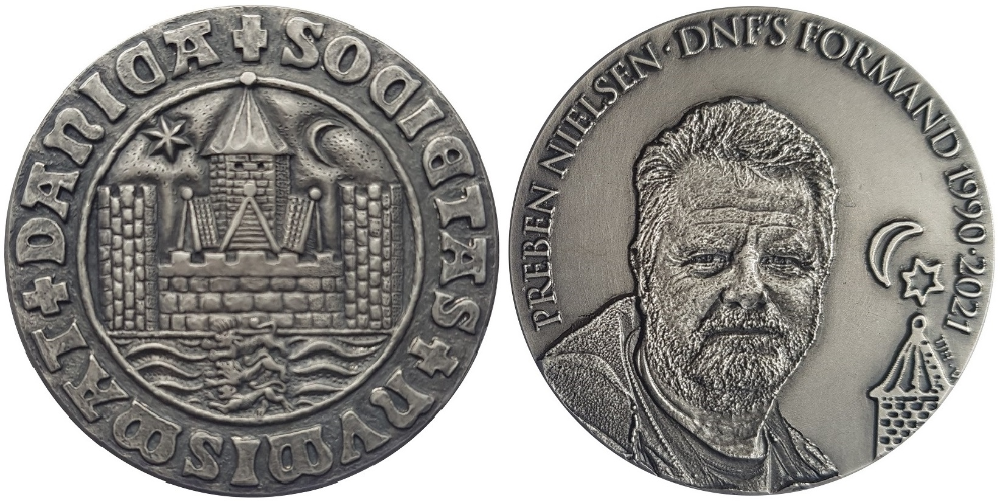 ✚ SOCIETAS ✚ NVMISMAT ✚ DANICA
PREBEN NIELSEN · DNF'S FORMAND 1990 · 2021